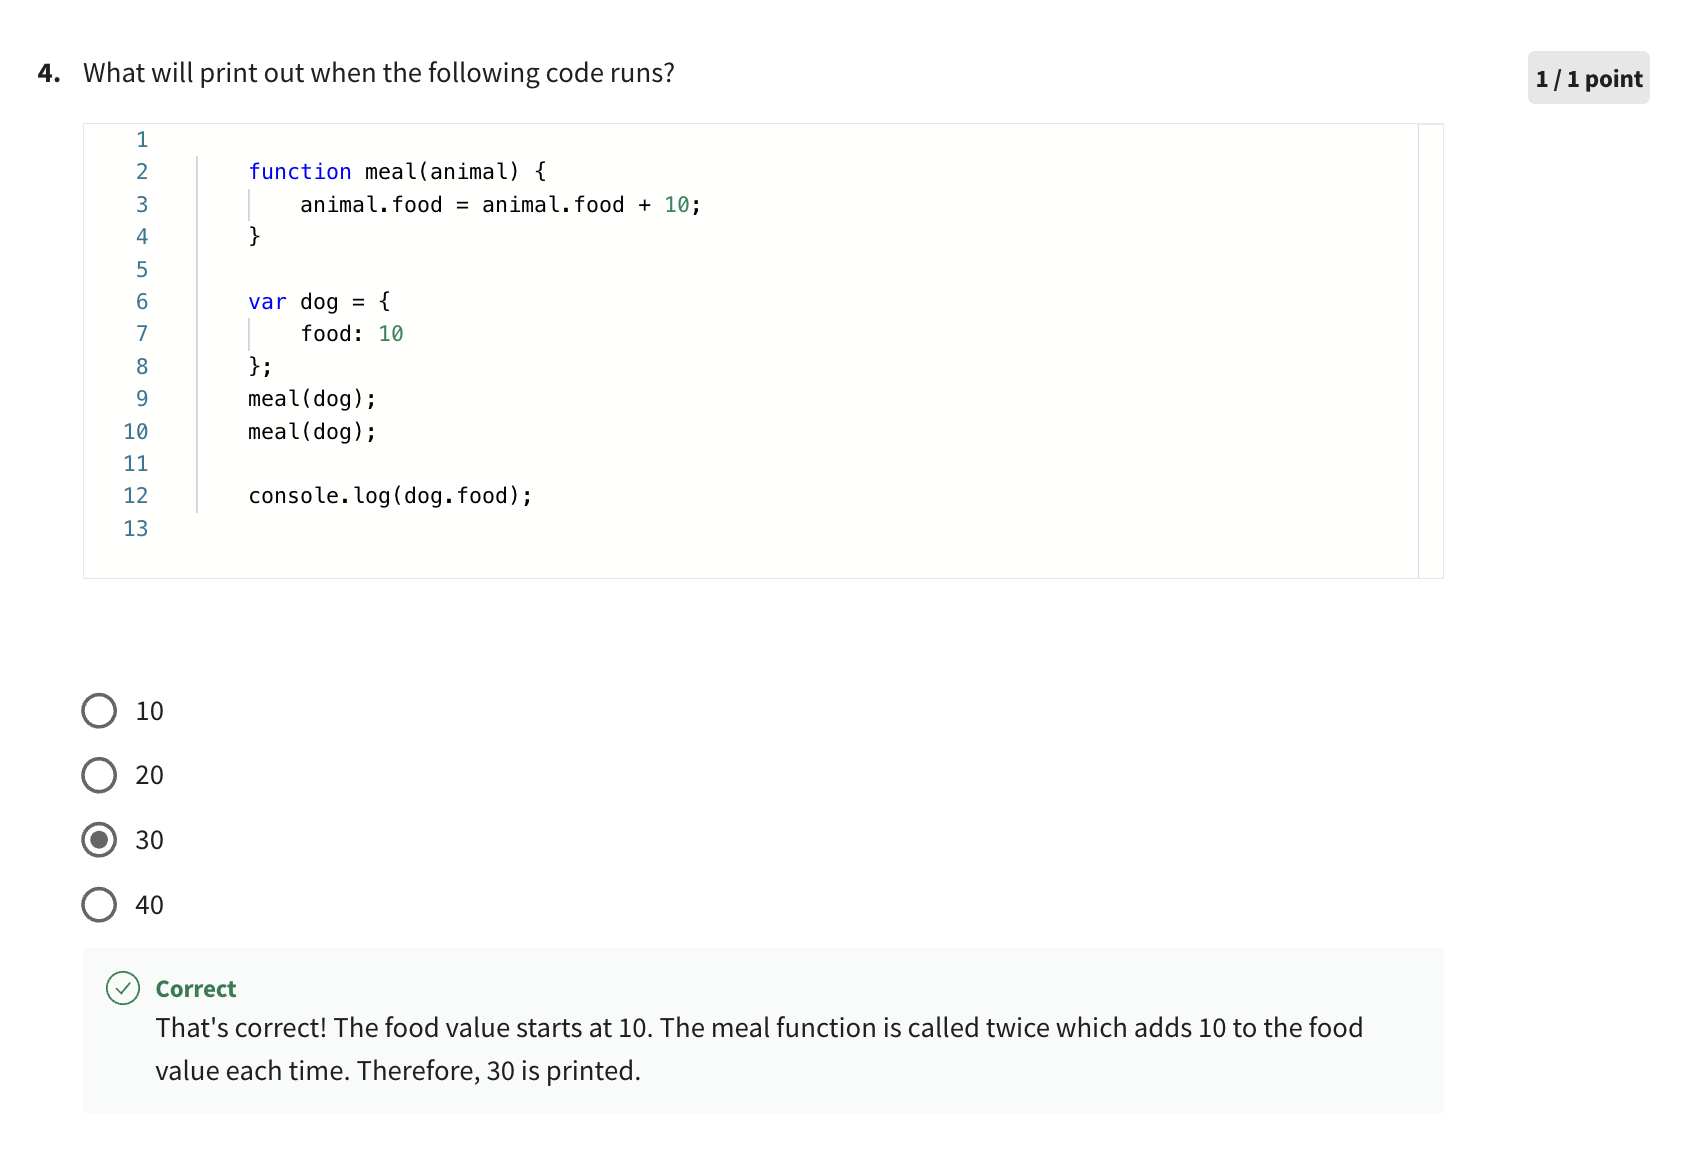 4. What will print out when the following code runs?
1 / 1 point
1
2 function meal(animal) {
3 animal.food = animal.food + 10;
4 }
5
6 var dog = {
7 food: 10
8 };
9 meal(dog);
10 meal(dog);
11
12 console.log(dog.food);
13
10
20
30
40
Correct
That's correct! The food value starts at 10. The meal function is called twice which adds 10 to the food
value each time. Therefore, 30 is printed.